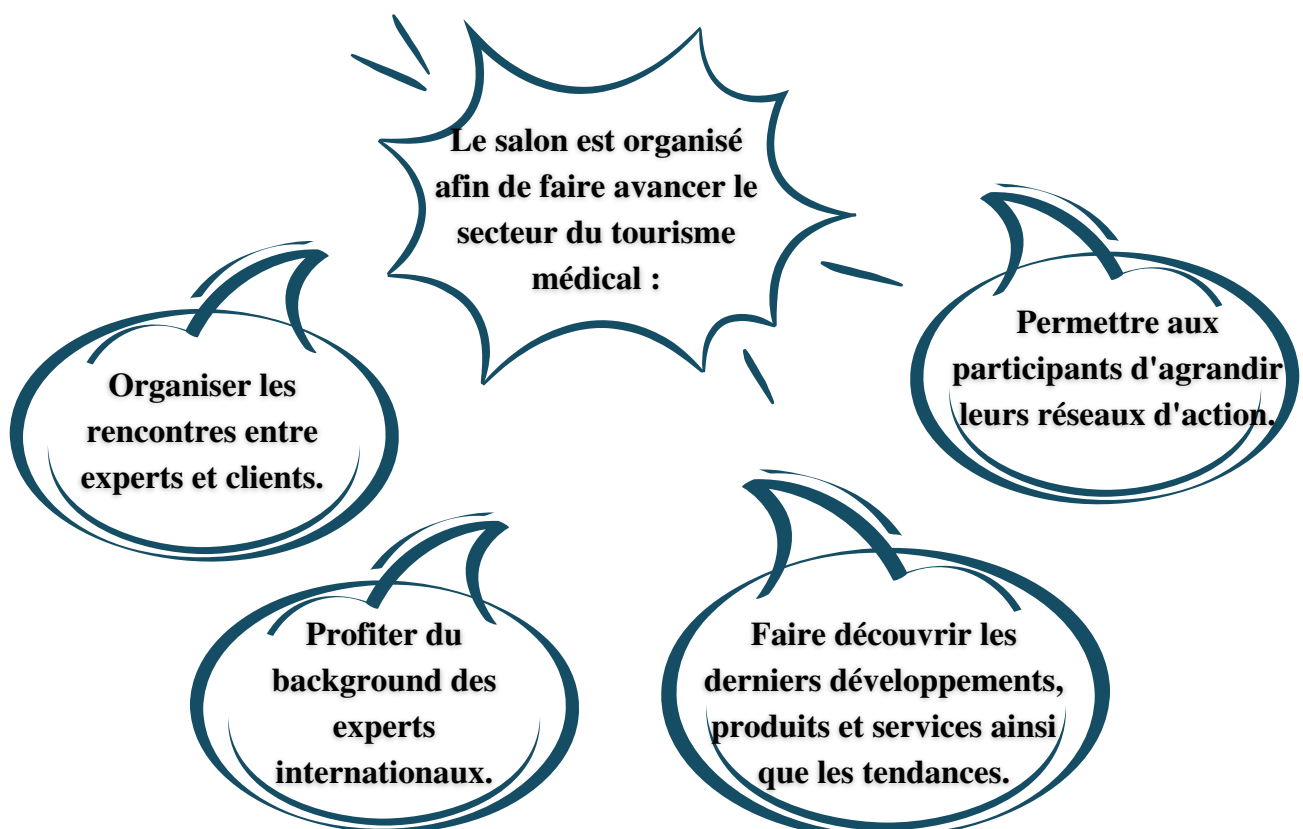 Le salon est organisé
afin de faire avancer le
secteur du tourisme
médical :
Organiser les
rencontres entre
experts et clients.
Profiter du
background des
experts
internationaux.
Faire découvrir les
derniers développements,
produits et services ainsi
que les tendances.
Permettre aux
participants d'agrandir
leurs réseaux d'action.